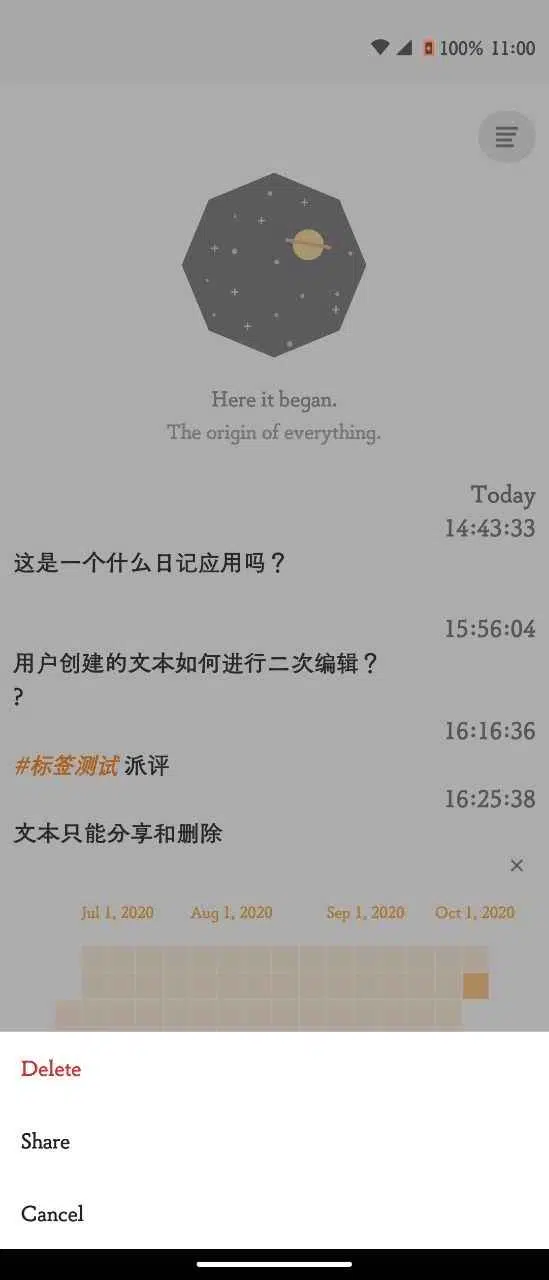 100% 11:00
Here it began.
The origin of everything.
Today
14:43:33
这是一个什么日记应用吗？
15:56:04
用户创建的文本如何进行二次编辑？
?
16:16:36
#标签测试 派评
16:25:38
文本只能分享和删除
Jul 1, 2020 Aug 1, 2020 Sep 1, 2020 Oct 1, 2020
Delete
Share
Cancel